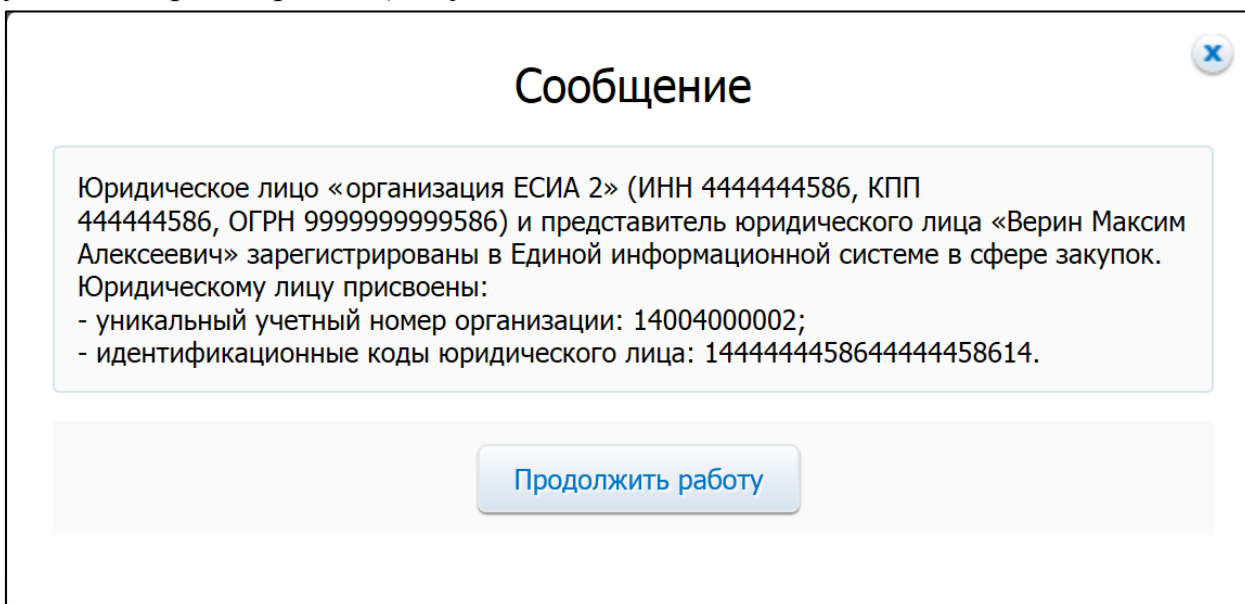 Сообщение
x
Юридическое лицо «организация ЕСИА 2» (ИНН 4444444586, КПП
444444586, ОГРН 9999999999586) и представитель юридического лица «Верин Максим
Алексеевич» зарегистрированы в Единой информационной системе в сфере закупок.
Юридическому лицу присвоены:
- уникальный учетный номер организации: 14004000002;
- идентификационные коды юридического лица: 1444444458644444458614.
Продолжить работу